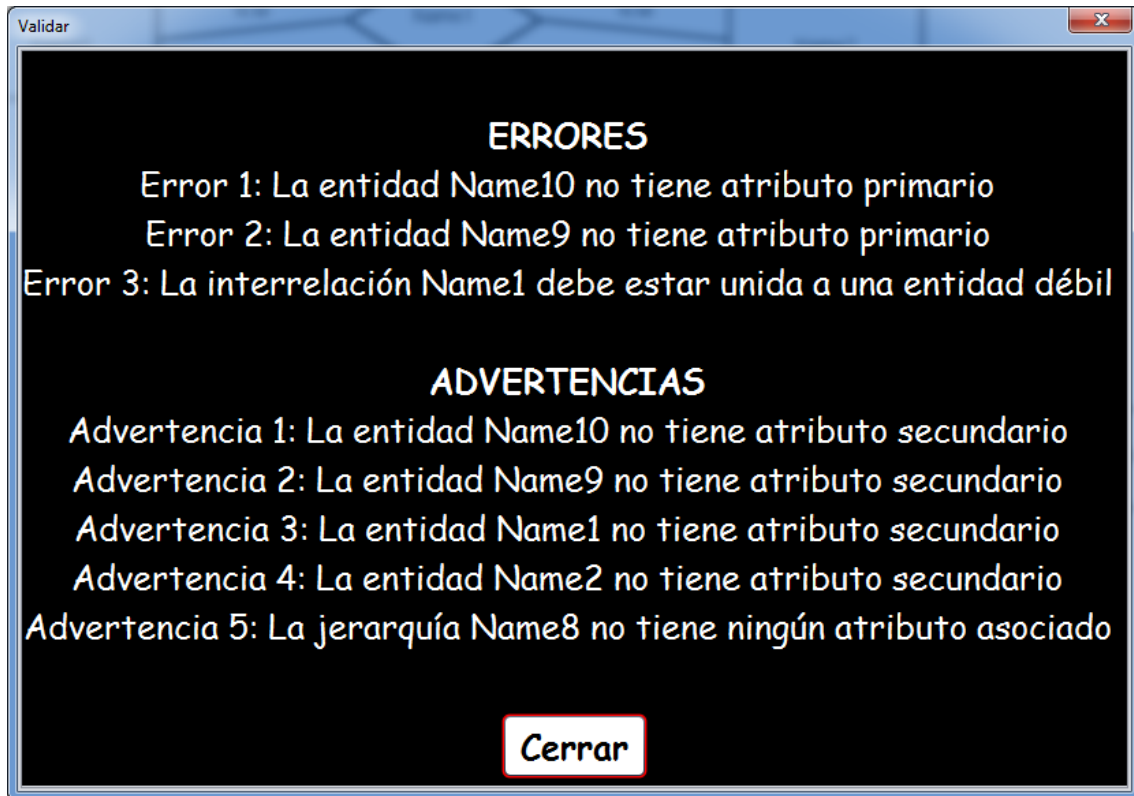 Validar
ERRORES
Error 1: La entidad Name10 no tiene atributo primario
Error 2: La entidad Name9 no tiene atributo primario
Error 3: La interrelación Name1 debe estar unida a una entidad débil
ADVERTENCIAS
Advertencia 1: La entidad Name10 no tiene atributo secundario
Advertencia 2: La entidad Name9 no tiene atributo secundario
Advertencia 3: La entidad Name1 no tiene atributo secundario
Advertencia 4: La entidad Name2 no tiene atributo secundario
Advertencia 5: La jerarquía Name8 no tiene ningún atributo asociado
Cerrar